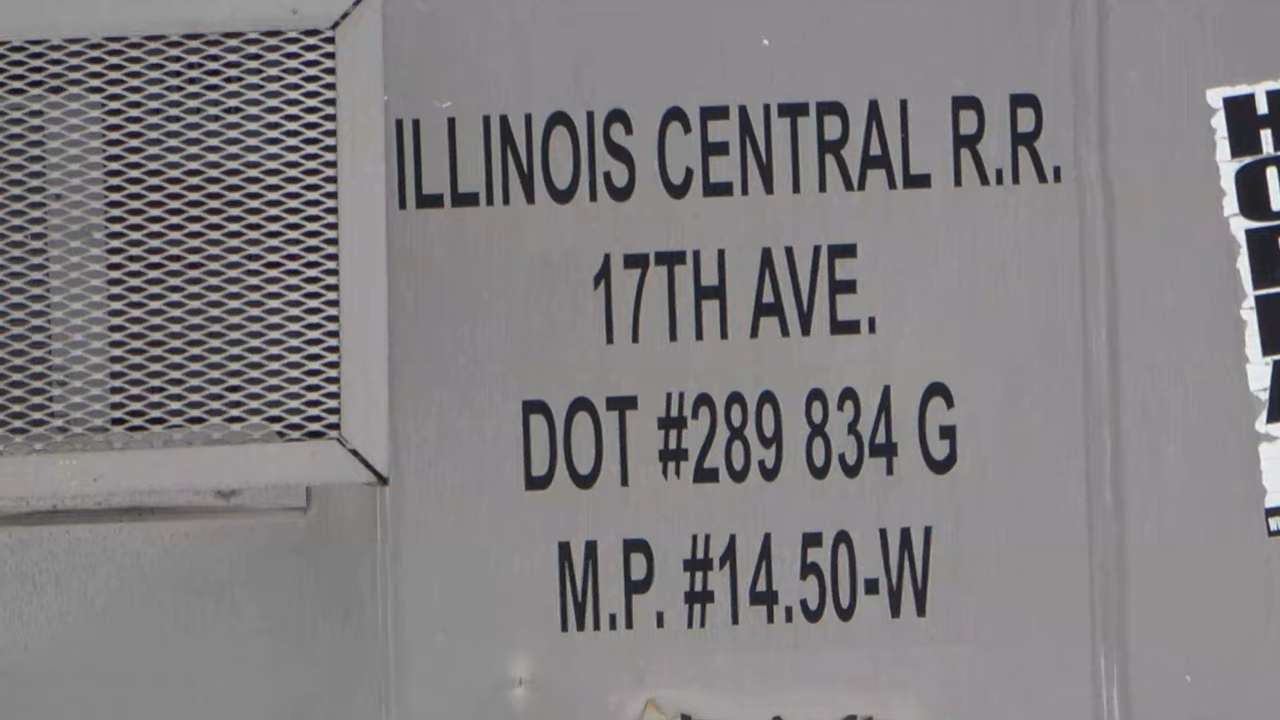 ILLINOIS CENTRAL R.R.
17TH AVE.
DOT #289 834 G
M.P. #14.50-W